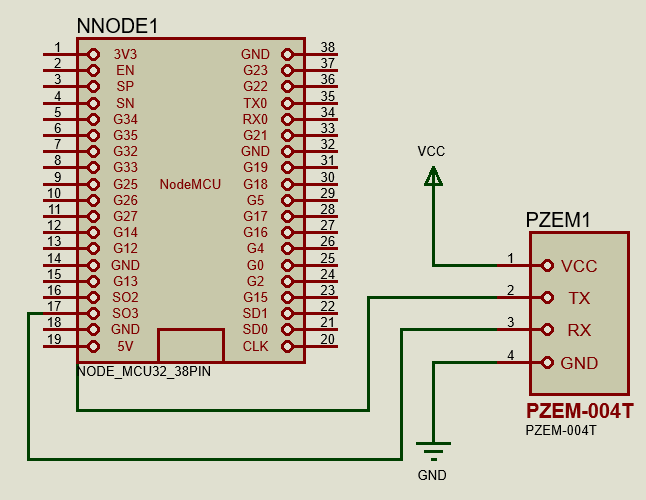 NNODE1
1 3V3 GND 38
2 EN G23 37
3 SP G22 36
4 SN TX0 35
5 G34 RX0 34
6 G35 G21 33
7 G32 GND 32
8 G33 G19 31
9 G25 NodeMCU G18 30
10 G26 G5 29
11 G27 G17 28
12 G14 G16 27
13 G12 G4 26
14 GND G0 25
15 G13 G2 24
16 SO2 G15 23
17 SO3 SD1 22
18 GND SD0 21
19 5V CLK 20
NODE_MCU32_38PIN
VCC
PZEM1
1 VCC
2 TX
3 RX
4 GND
PZEM-004T
PZEM-004T
GND